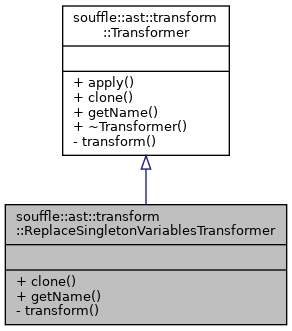 souffle::ast::transform
::Transformer
+ apply()
+ clone()
+ getName()
+ ~Transformer()
- transform()
souffle::ast::transform
::ReplaceSingletonVariablesTransformer
+ clone()
+ getName()
- transform()